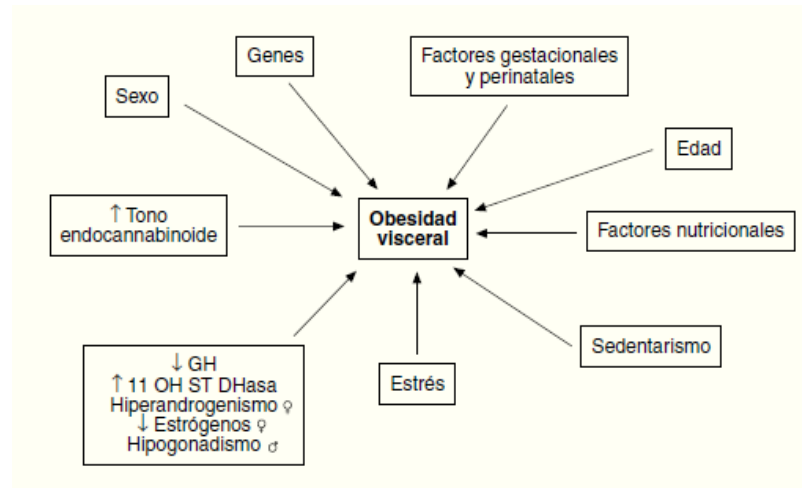 Genes
Factores gestacionales
y perinatales
Sexo
Edad
↑ Tono
endocannabinoide
Obesidad
visceral
Factores nutricionales
Sedentarismo
Estrés
↓ GH
↑ 11 OH ST DHasa
Hiperandrogenismo ♀
↓ Estrógenos ♀
Hipogonadismo ♂